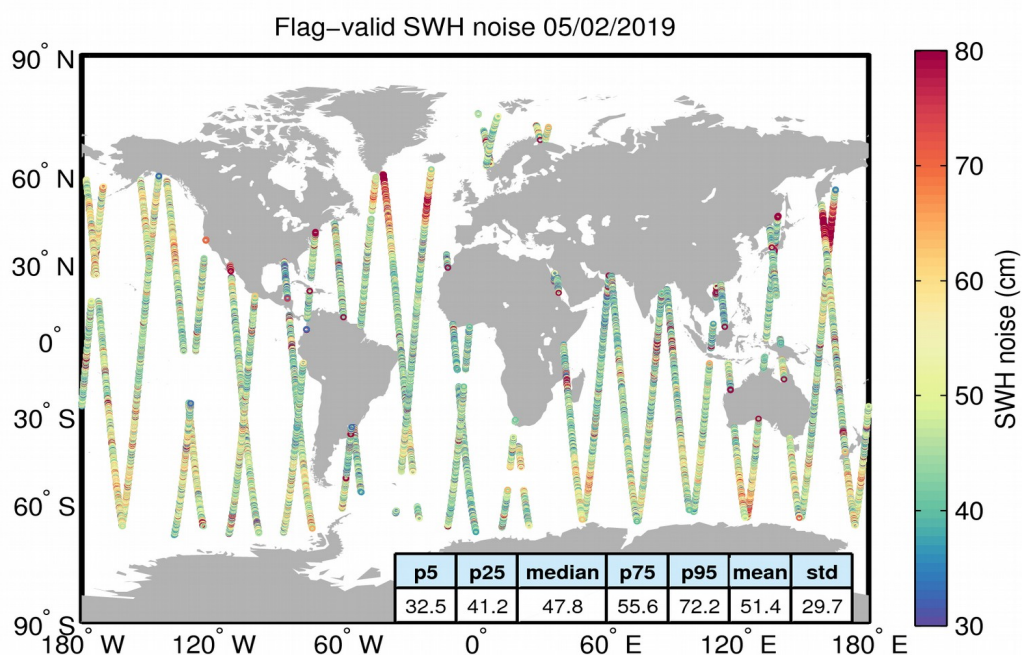 Flag−valid SWH noise 05/02/2019
90° N
60° N
30° N
0°
30° S
60° S
90° S
180° W
120° W
60° W
0°
60° E
120° E
180° E
p5 p25 median p75 p95 mean std
32.5 41.2 47.8 55.6 72.2 51.4 29.7
80
70
60
50
40
30
SWH noise (cm)